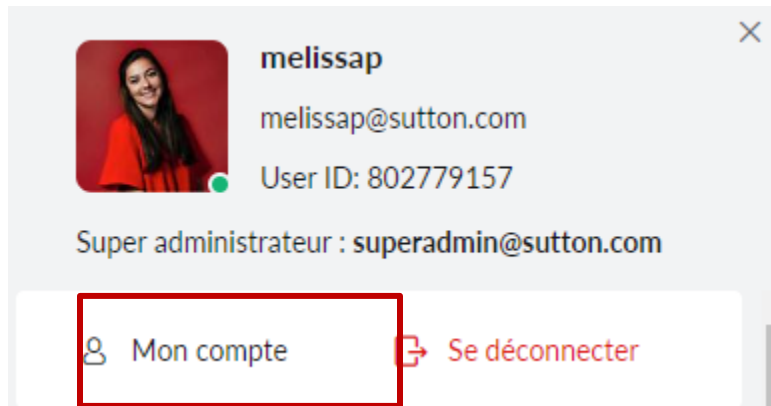 melissap
melissap@sutton.com
User ID: 802779157
Super administrateur : superadmin@sutton.com
Mon compte
Se déconnecter